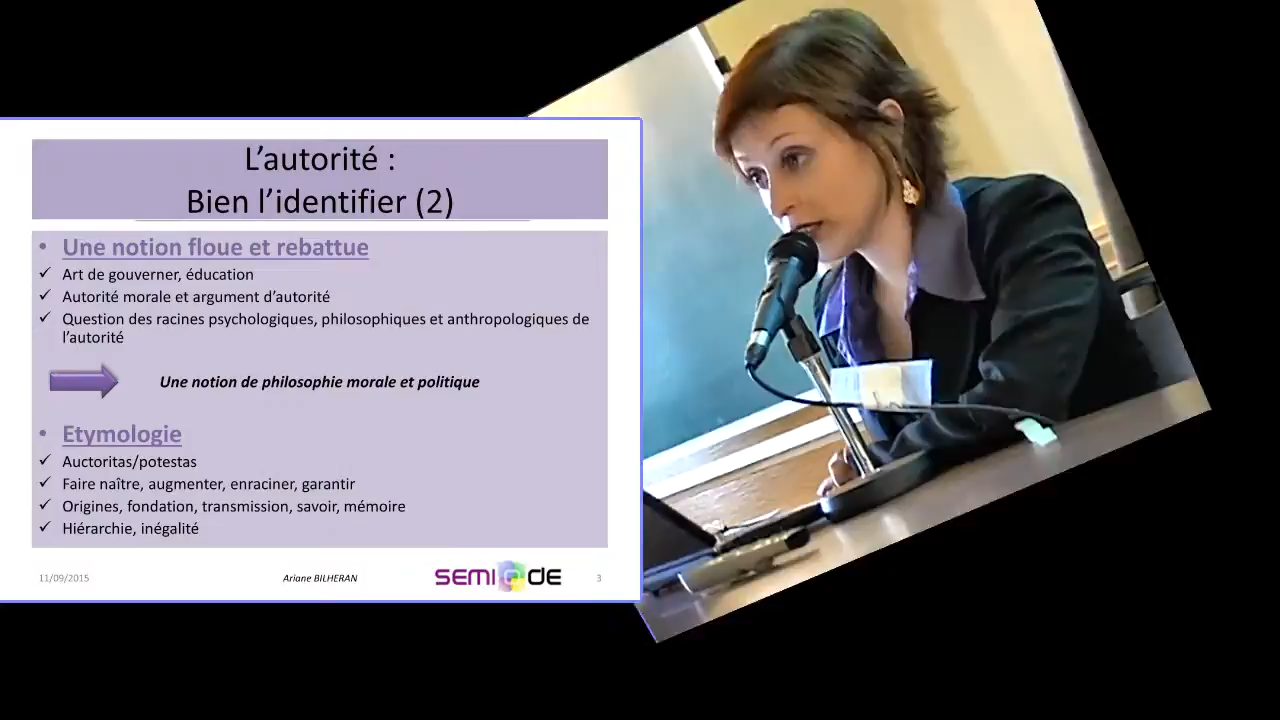 L'autorité :
Bien l'identifier (2)
• Une notion floue et rebattue
✓ Art de gouverner, éducation
✓ Autorité morale et argument d'autorité
✓ Question des racines psychologiques, philosophiques et anthropologiques de
l'autorité
Une notion de philosophie morale et politique
• Etymologie
✓ Auctoritas/potestas
✓ Faire naître, augmenter, enraciner, garantir
✓ Origines, fondation, transmission, savoir, mémoire
✓ Hiérarchie, inégalité
11/09/2015 Ariane BILHERAN SEMIODE 3